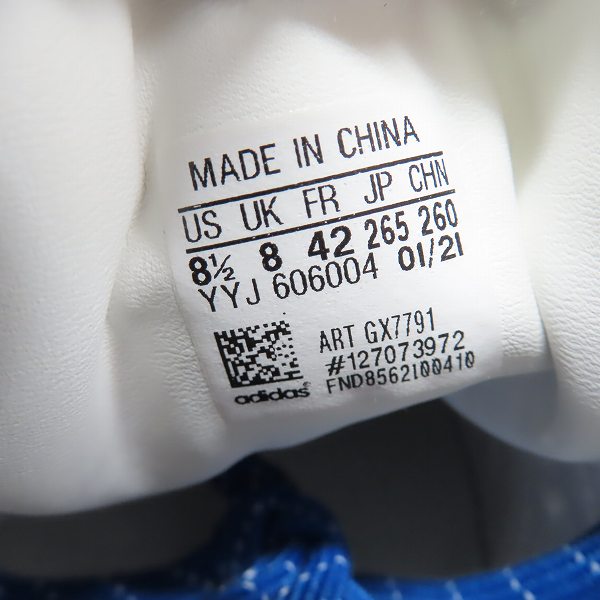 MADE IN CHINA
US UK FR JP CHN
8½ 8 42 265 260
YYJ 606004 01/21
ART GX7791
#127073972
FND8562100410
adidas